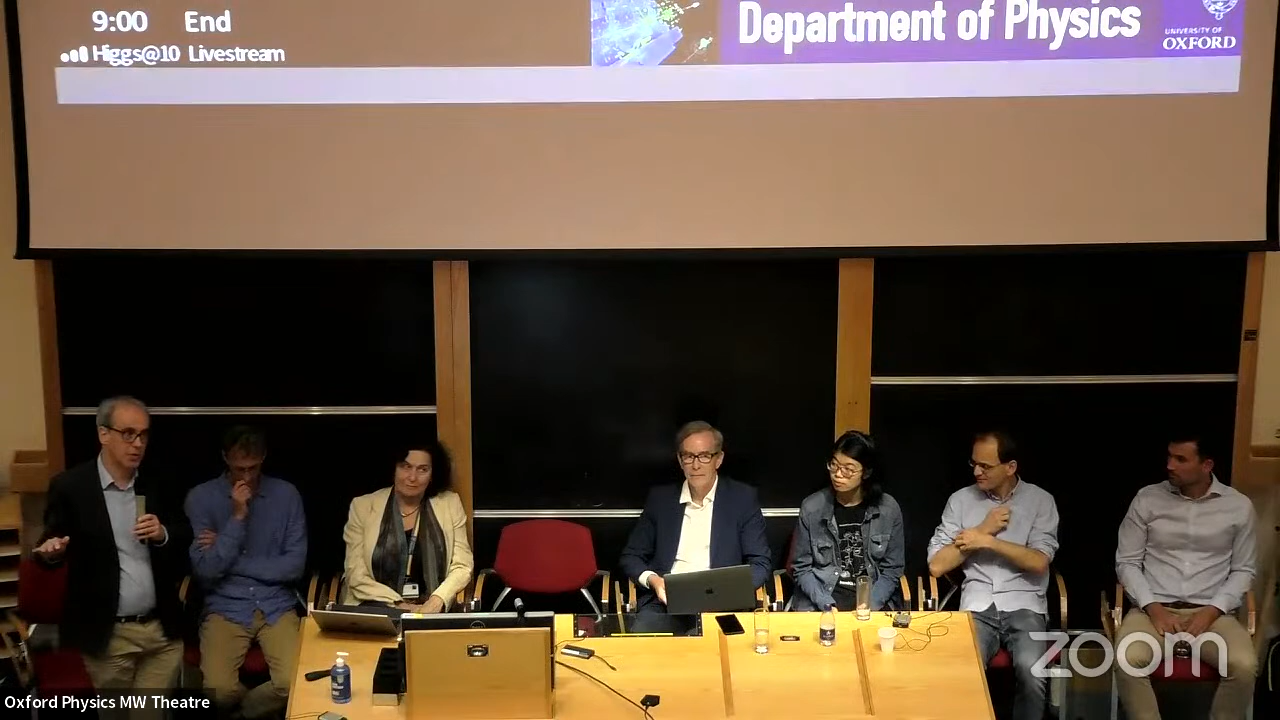 9:00 End
Higgs@10 Livestream
Department of Physics
UNIVERSITY OF
OXFORD
zoom
Oxford Physics MW Theatre